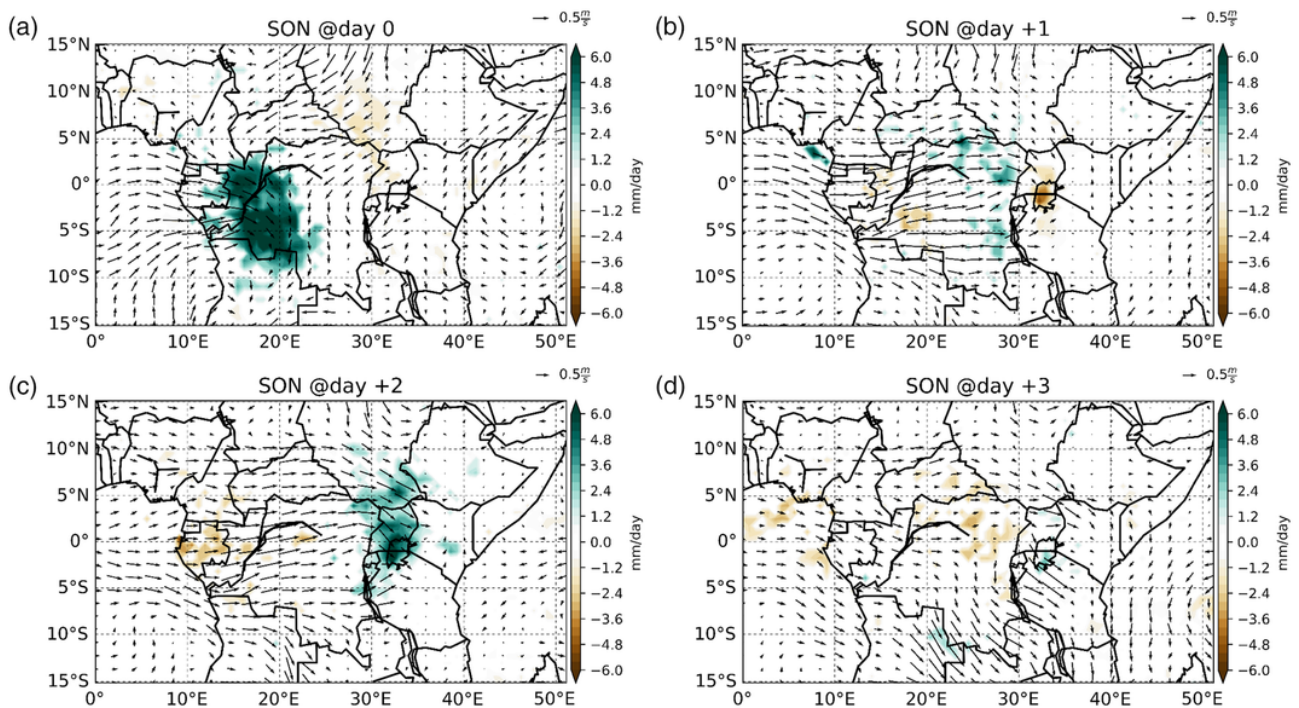 (a)
SON @day 0
→ 0.5 m/s
15°N
10°N
5°N
0°
5°S
10°S
15°S
0°
10°E
20°E
30°E
40°E
50°E
6.0
4.8
3.6
2.4
1.2
0.0
−1.2
−2.4
−3.6
−4.8
−6.0
mm/day
(b)
SON @day +1
→ 0.5 m/s
15°N
10°N
5°N
0°
5°S
10°S
15°S
0°
10°E
20°E
30°E
40°E
50°E
6.0
4.8
3.6
2.4
1.2
0.0
−1.2
−2.4
−3.6
−4.8
−6.0
mm/day
(c)
SON @day +2
→ 0.5 m/s
15°N
10°N
5°N
0°
5°S
10°S
15°S
0°
10°E
20°E
30°E
40°E
50°E
6.0
4.8
3.6
2.4
1.2
0.0
−1.2
−2.4
−3.6
−4.8
−6.0
mm/day
(d)
SON @day +3
→ 0.5 m/s
15°N
10°N
5°N
0°
5°S
10°S
15°S
0°
10°E
20°E
30°E
40°E
50°E
6.0
4.8
3.6
2.4
1.2
0.0
−1.2
−2.4
−3.6
−4.8
−6.0
mm/day